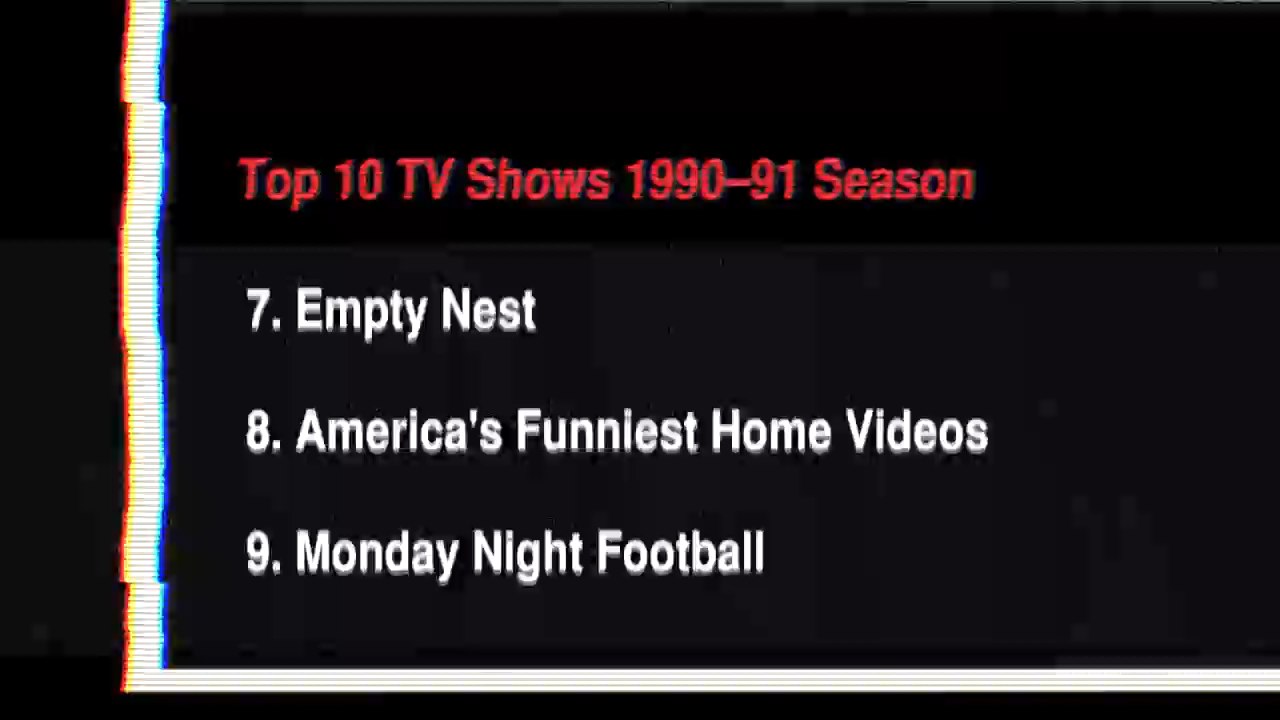 Top 10 TV Shows 1990–91 Season
7. Empty Nest
8. America's Funniest Home Videos
9. Monday Night Football